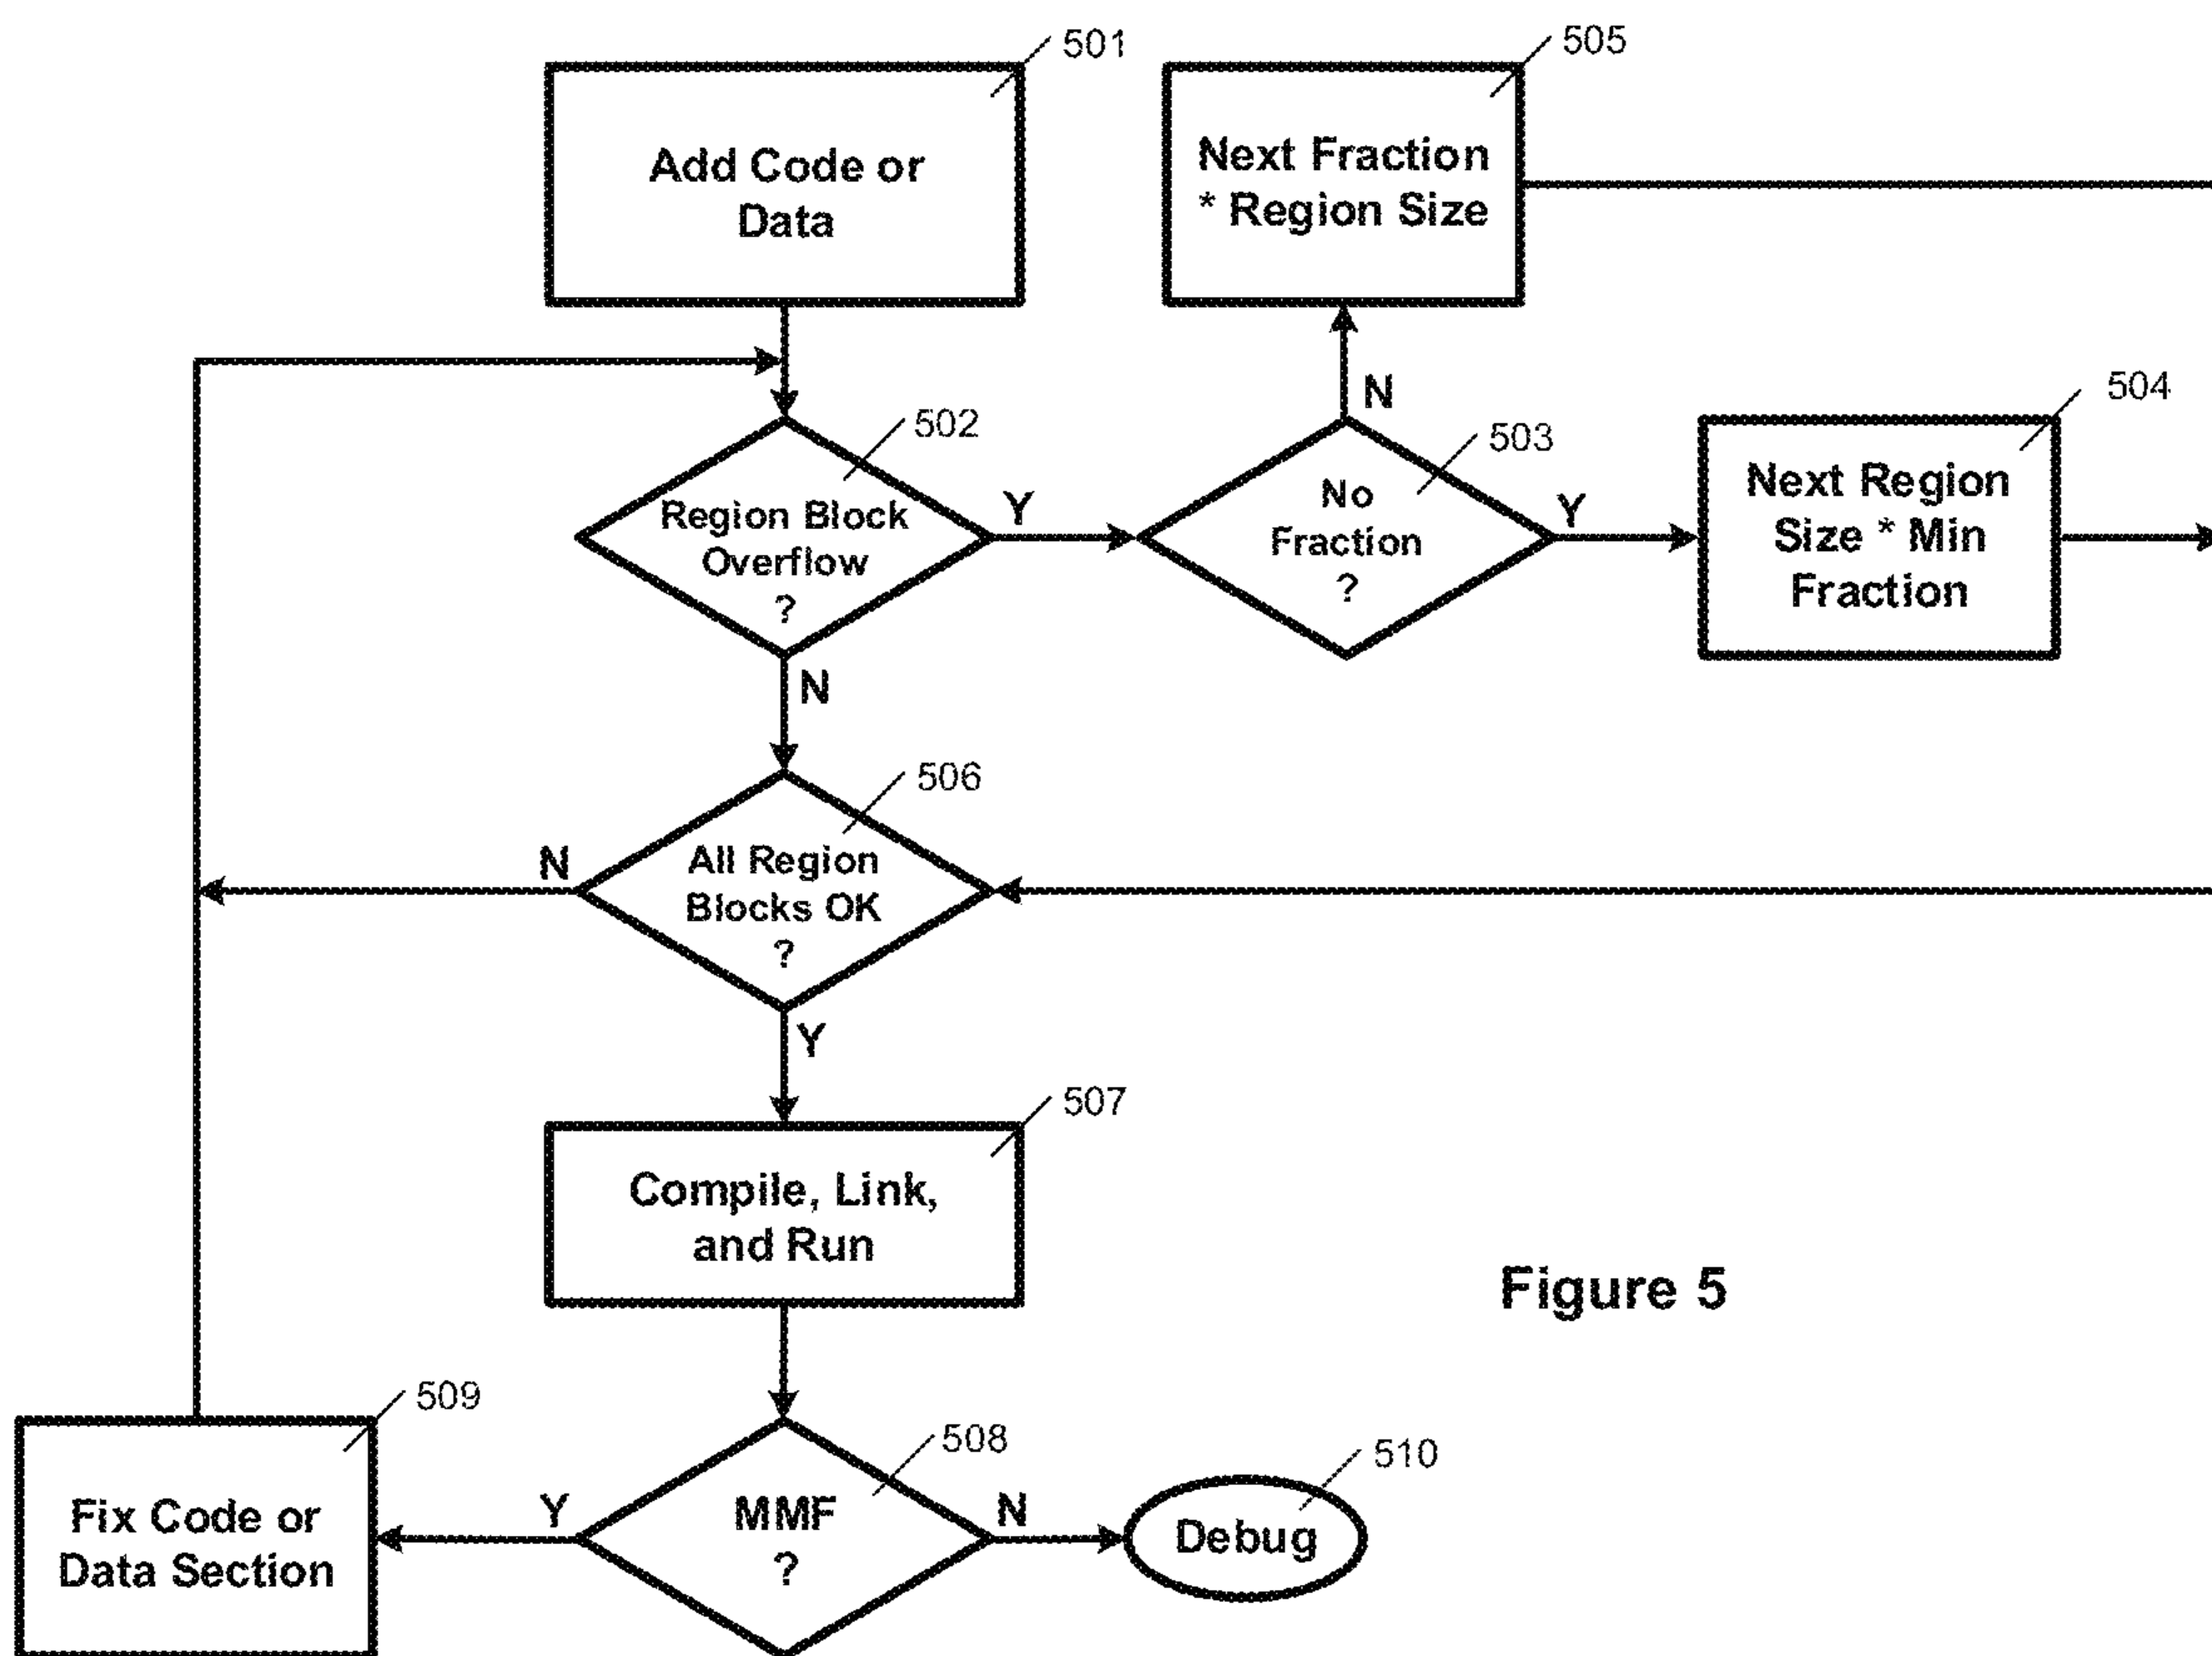 501
Add Code or
Data
505
Next Fraction
* Region Size
502
Region Block
Overflow
?
Y
N
503
No
Fraction
?
N
Y
504
Next Region
Size * Min
Fraction
506
All Region
Blocks OK
?
N
Y
507
Compile, Link,
and Run
Figure 5
508
MMF
?
Y
N
509
Fix Code or
Data Section
510
Debug